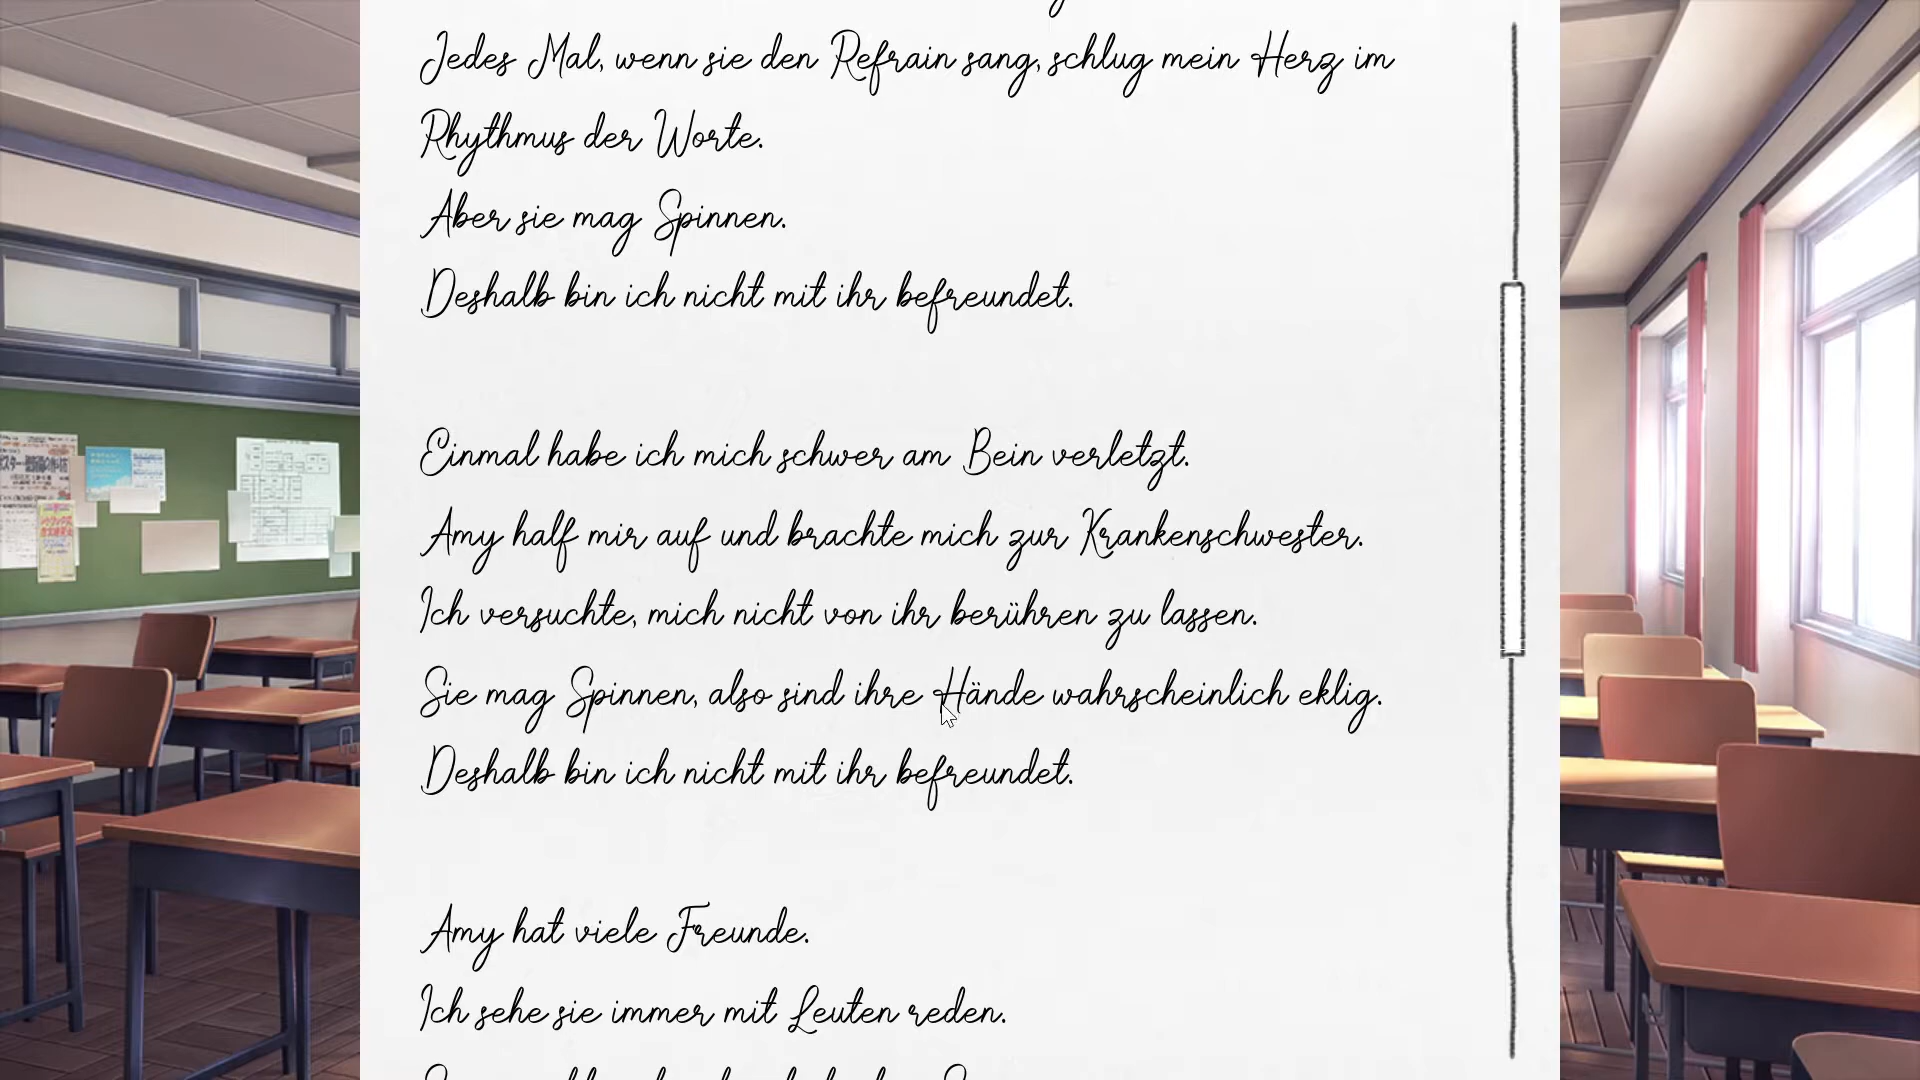 Jedes Mal, wenn sie den Refrain sang, schlug mein Herz im
Rhythmus der Worte.
Aber sie mag Spinnen.
Deshalb bin ich nicht mit ihr befreundet.
Einmal habe ich mich schwer am Bein verletzt.
Amy half mir auf und brachte mich zur Krankenschwester.
Ich versuchte, mich nicht von ihr berühren zu lassen.
Sie mag Spinnen, also sind ihre Hände wahrscheinlich eklig.
Deshalb bin ich nicht mit ihr befreundet.
Amy hat viele Freunde.
Ich sehe sie immer mit Leuten reden.